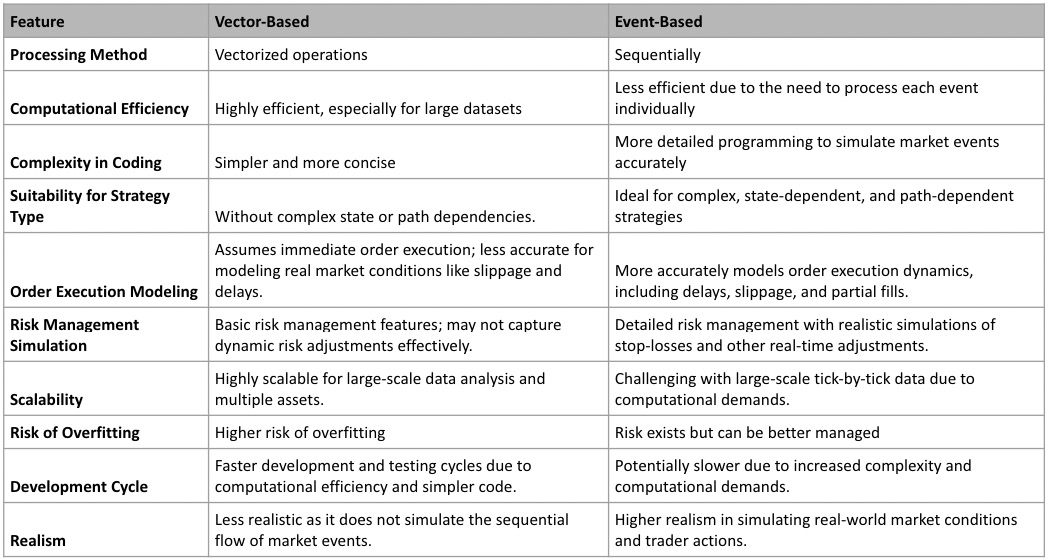 Feature Vector-Based Event-Based
Processing Method Vectorized operations Sequentially
Computational Efficiency Highly efficient, especially for large datasets Less efficient due to the need to process each event
individually
Complexity in Coding Simpler and more concise More detailed programming to simulate market events
accurately
Suitability for Strategy
Type
Without complex state or path dependencies.
Ideal for complex, state-dependent, and path-dependent
strategies
Order Execution Modeling
Assumes immediate order execution; less accurate for
modeling real market conditions like slippage and
delays.
More accurately models order execution dynamics,
including delays, slippage, and partial fills.
Risk Management
Simulation
Basic risk management features; may not capture
dynamic risk adjustments effectively.
Detailed risk management with realistic simulations of
stop-losses and other real-time adjustments.
Scalability
Highly scalable for large-scale data analysis and
multiple assets.
Challenging with large-scale tick-by-tick data due to
computational demands.
Risk of Overfitting Higher risk of overfitting Risk exists but can be better managed
Development Cycle
Faster development and testing cycles due to
computational efficiency and simpler code.
Potentially slower due to increased complexity and
computational demands.
Realism
Less realistic as it does not simulate the sequential
flow of market events.
Higher realism in simulating real-world market conditions
and trader actions.